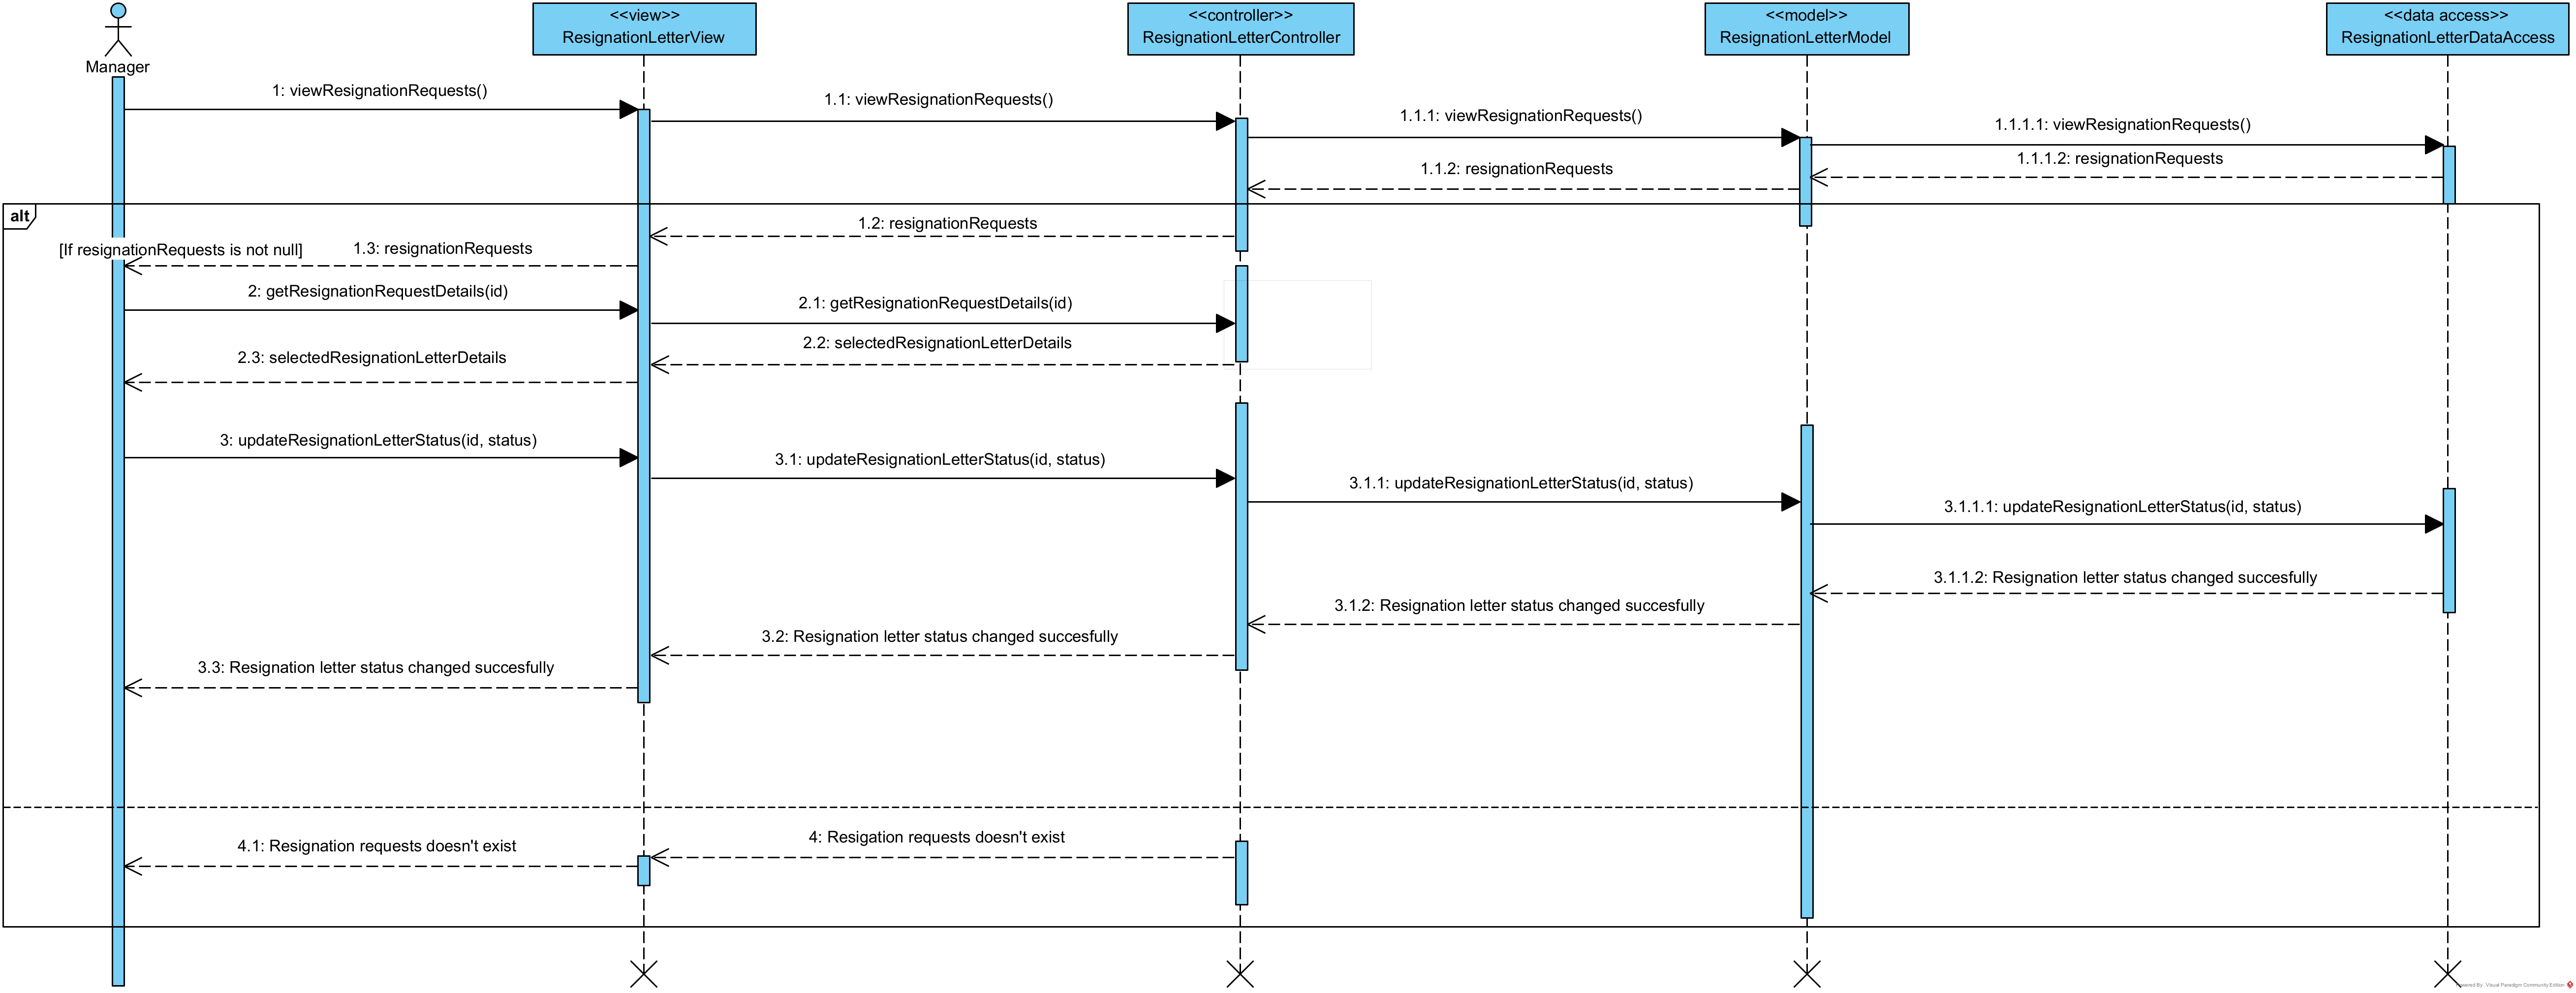 <<view>>
ResignationLetterView
<<controller>>
ResignationLetterController
<<model>>
ResignationLetterModel
<<data access>>
ResignationLetterDataAccess
Manager
1: viewResignationRequests()
1.1: viewResignationRequests()
1.1.1: viewResignationRequests()
1.1.1.1: viewResignationRequests()
1.1.1.2: resignationRequests
1.1.2: resignationRequests
alt
1.2: resignationRequests
[If resignationRequests is not null]
1.3: resignationRequests
2: getResignationRequestDetails(id)
2.1: getResignationRequestDetails(id)
2.2: selectedResignationLetterDetails
2.3: selectedResignationLetterDetails
3: updateResignationLetterStatus(id, status)
3.1: updateResignationLetterStatus(id, status)
3.1.1: updateResignationLetterStatus(id, status)
3.1.1.1: updateResignationLetterStatus(id, status)
3.1.1.2: Resignation letter status changed succesfully
3.1.2: Resignation letter status changed succesfully
3.2: Resignation letter status changed succesfully
3.3: Resignation letter status changed succesfully
4: Resigation requests doesn't exist
4.1: Resignation requests doesn't exist
Powered By Visual Paradigm Community Edition